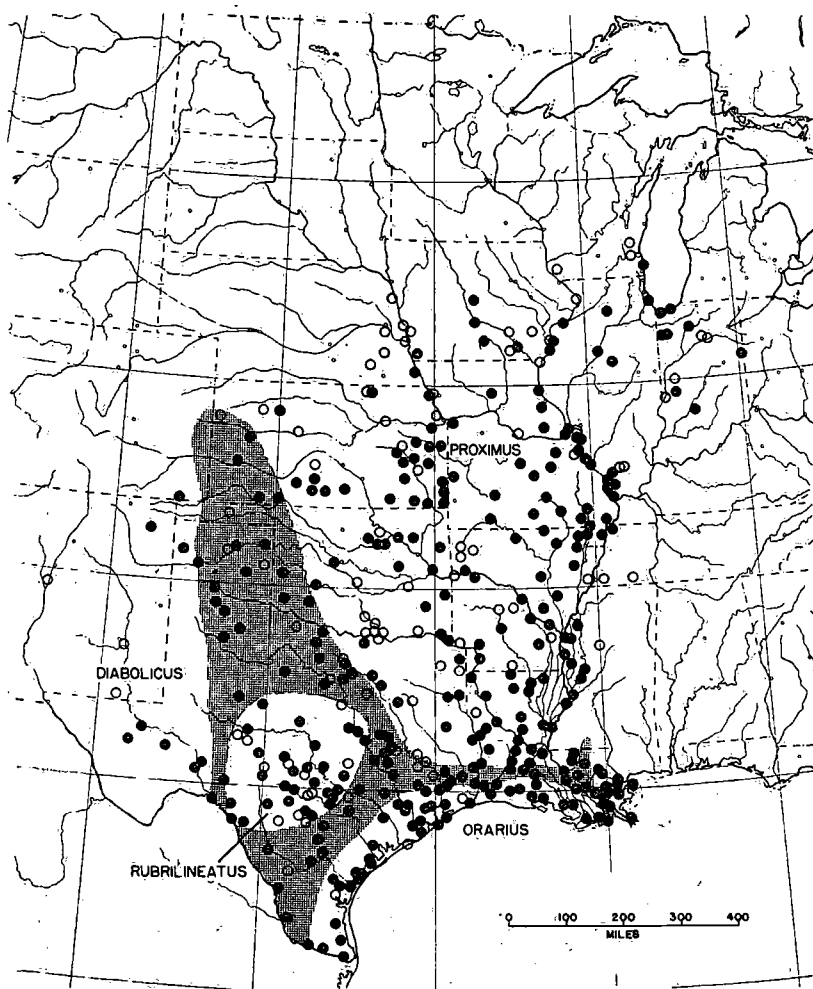 PROXIMUS
DIABOLICUS
ORARIUS
RUBRILINEATUS
0 100 200 300 400
MILES